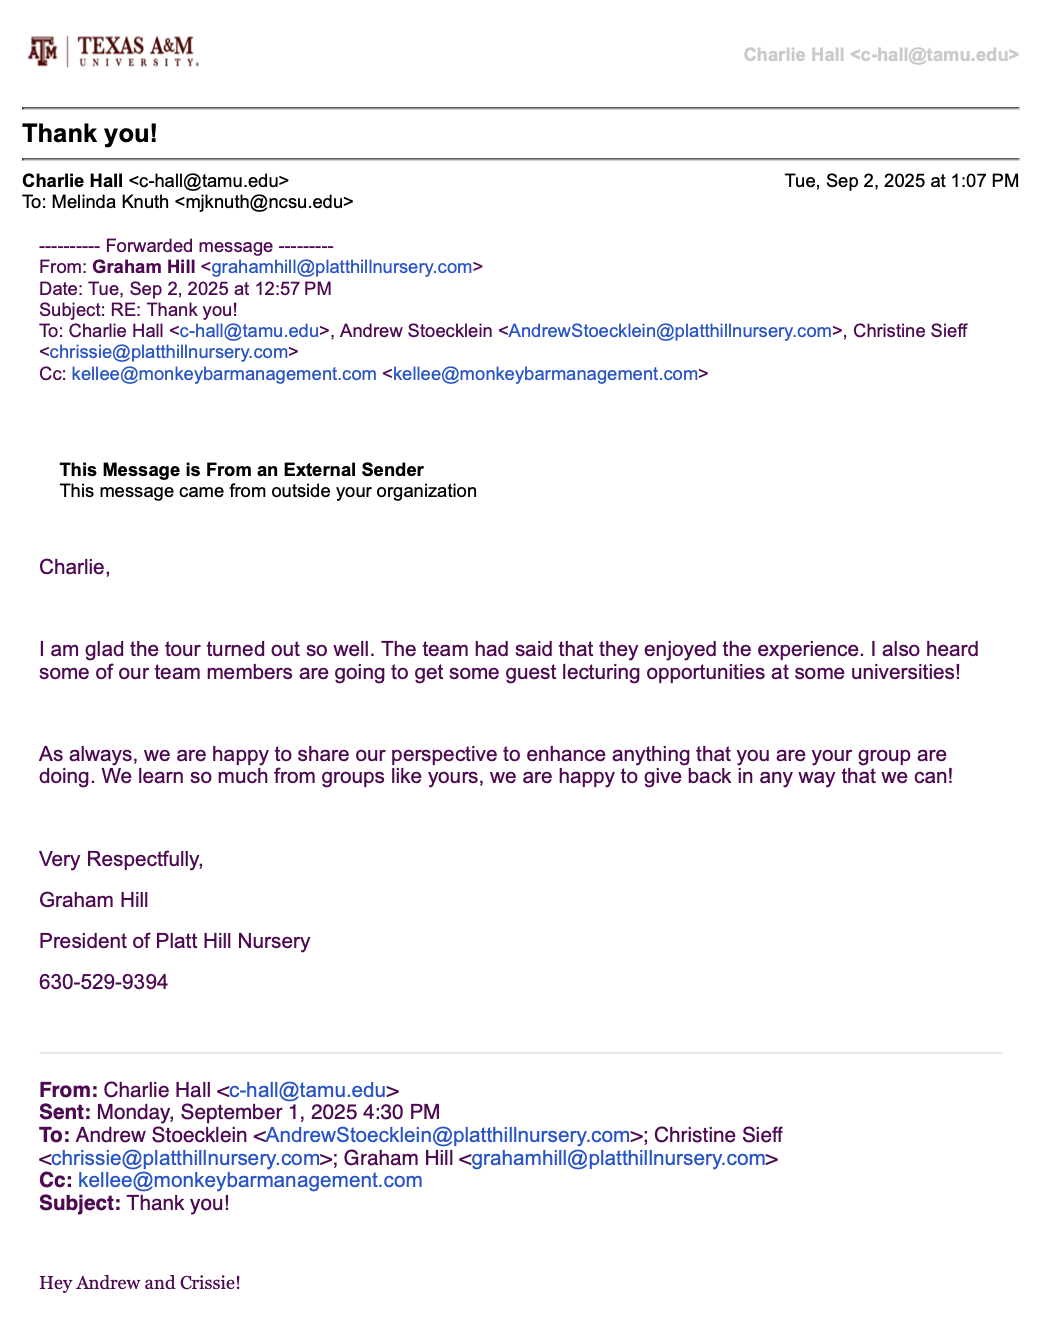 TEXAS A&M
UNIVERSITY®
Charlie Hall <c-hall@tamu.edu>
Thank you!
Charlie Hall <c-hall@tamu.edu>
Tue, Sep 2, 2025 at 1:07 PM
To: Melinda Knuth <mjknuth@ncsu.edu>
---------- Forwarded message ---------
From: Graham Hill <grahamhill@platthillnursery.com>
Date: Tue, Sep 2, 2025 at 12:57 PM
Subject: RE: Thank you!
To: Charlie Hall <c-hall@tamu.edu>, Andrew Stoecklein <AndrewStoecklein@platthillnursery.com>, Christine Sieff
<chrissie@platthillnursery.com>
Cc: kellee@monkeybarmanagement.com <kellee@monkeybarmanagement.com>
This Message is From an External Sender
This message came from outside your organization
Charlie,
I am glad the tour turned out so well. The team had said that they enjoyed the experience. I also heard
some of our team members are going to get some guest lecturing opportunities at some universities!
As always, we are happy to share our perspective to enhance anything that you are your group are
doing. We learn so much from groups like yours, we are happy to give back in any way that we can!
Very Respectfully,
Graham Hill
President of Platt Hill Nursery
630-529-9394
From: Charlie Hall <c-hall@tamu.edu>
Sent: Monday, September 1, 2025 4:30 PM
To: Andrew Stoecklein <AndrewStoecklein@platthillnursery.com>; Christine Sieff
<chrissie@platthillnursery.com>; Graham Hill <grahamhill@platthillnursery.com>
Cc: kellee@monkeybarmanagement.com
Subject: Thank you!
Hey Andrew and Crissie!